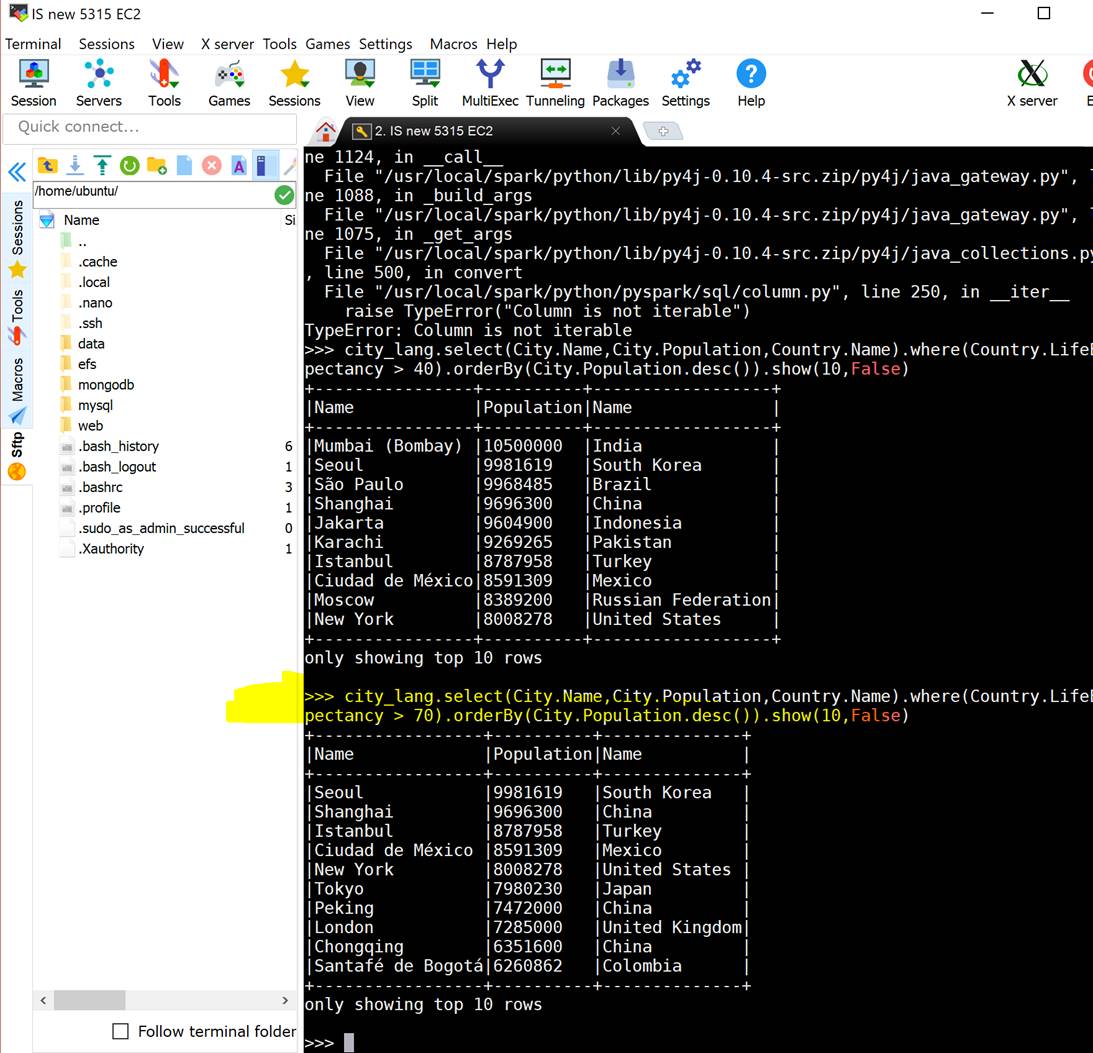 IS new 5315 EC2
Terminal Sessions View X server Tools Games Settings Macros Help
Session Servers Tools Games Sessions View Split MultiExec Tunneling Packages Settings Help X server
Quick connect...
2. IS new 5315 EC2
/home/ubuntu/
Name Si
..
.cache
.local
.nano
.ssh
data
efs
mongodb
mysql
web
.bash_history 6
.bash_logout 1
.bashrc 3
.profile 1
.sudo_as_admin_successful 0
.Xauthority 1
Sessions
Tools
Macros
Sftp
Follow terminal folder
ne 1124, in __call__
  File "/usr/local/spark/python/lib/py4j-0.10.4-src.zip/py4j/java_gateway.py", l
ne 1088, in _build_args
  File "/usr/local/spark/python/lib/py4j-0.10.4-src.zip/py4j/java_gateway.py", l
ne 1075, in _get_args
  File "/usr/local/spark/python/lib/py4j-0.10.4-src.zip/py4j/java_collections.py
, line 500, in convert
  File "/usr/local/spark/python/pyspark/sql/column.py", line 250, in __iter__
    raise TypeError("Column is not iterable")
TypeError: Column is not iterable
>>> city_lang.select(City.Name,City.Population,Country.Name).where(Country.LifeE
pectancy > 40).orderBy(City.Population.desc()).show(10,False)
+----------------+----------+------------------+
|Name            |Population|Name              |
+----------------+----------+------------------+
|Mumbai (Bombay) |10500000  |India             |
|Seoul           |9981619   |South Korea       |
|São Paulo       |9968485   |Brazil            |
|Shanghai        |9696300   |China             |
|Jakarta         |9604900   |Indonesia         |
|Karachi         |9269265   |Pakistan          |
|Istanbul        |8787958   |Turkey            |
|Ciudad de México|8591309   |Mexico            |
|Moscow          |8389200   |Russian Federation|
|New York        |8008278   |United States     |
+----------------+----------+------------------+
only showing top 10 rows
>>> city_lang.select(City.Name,City.Population,Country.Name).where(Country.LifeE
pectancy > 70).orderBy(City.Population.desc()).show(10,False)
+-----------------+----------+--------------+
|Name             |Population|Name          |
+-----------------+----------+--------------+
|Seoul            |9981619   |South Korea   |
|Shanghai         |9696300   |China         |
|Istanbul         |8787958   |Turkey        |
|Ciudad de México |8591309   |Mexico        |
|New York         |8008278   |United States |
|Tokyo            |7980230   |Japan         |
|Peking           |7472000   |China         |
|London           |7285000   |United Kingdom|
|Chongqing        |6351600   |China         |
|Santafé de Bogotá|6260862   |Colombia      |
+-----------------+----------+--------------+
only showing top 10 rows
>>>